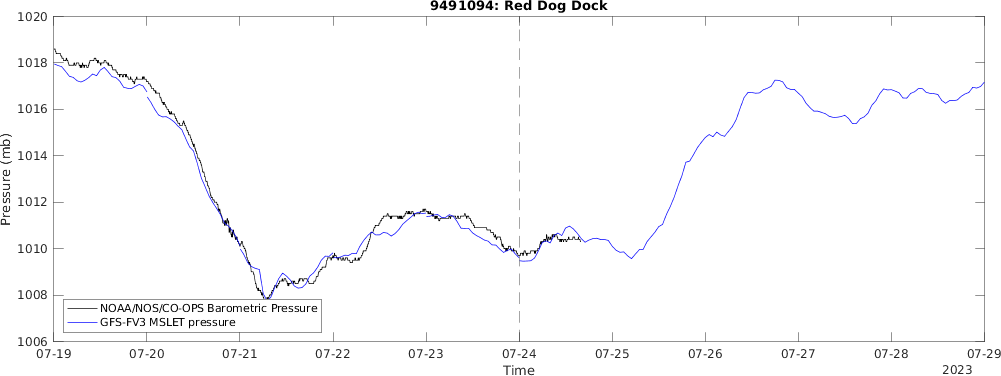 9491094: Red Dog Dock
1020
1018
1016
1014
1012
1010
1008
1006
Pressure (mb)
NOAA/NOS/CO-OPS Barometric Pressure
GFS-FV3 MSLET pressure
07-19 07-20 07-21 07-22 07-23 07-24 07-25 07-26 07-27 07-28 07-29
Time
2023